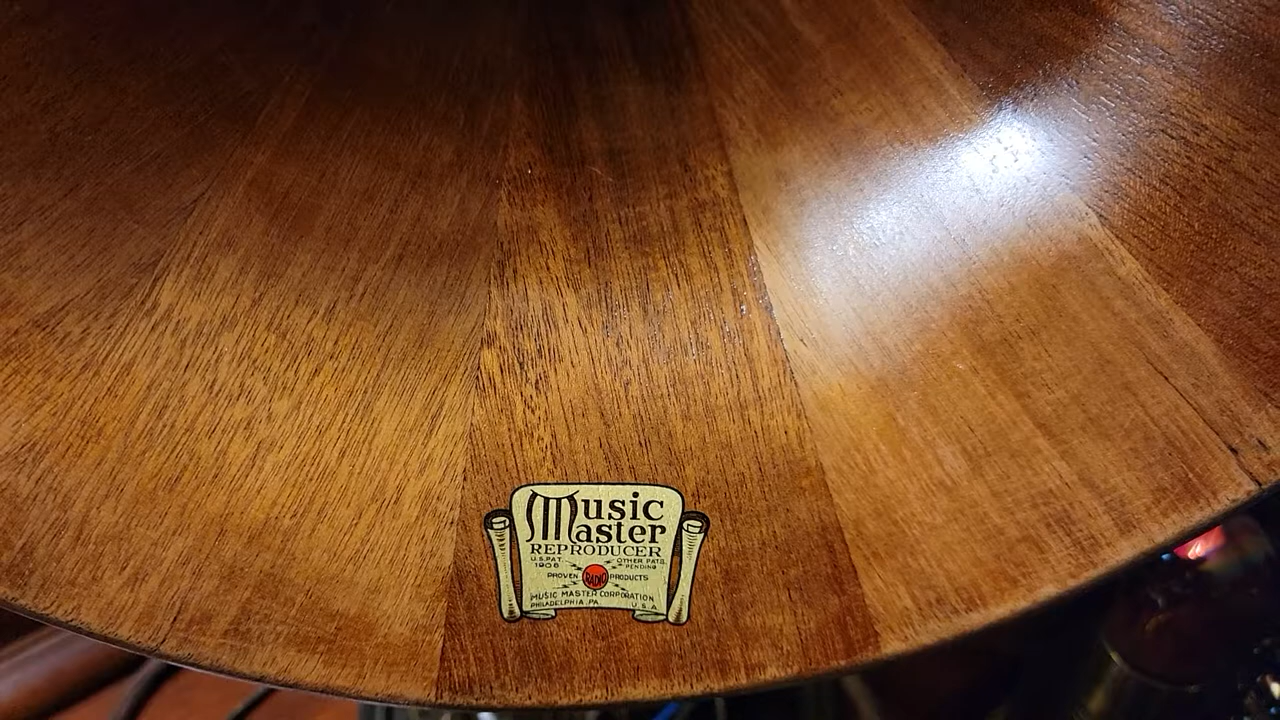 Music
Master
REPRODUCER
U.S. PAT. OTHER PATS.
1906 PENDING
PROVEN RADIO PRODUCTS
MUSIC MASTER CORPORATION
PHILADELPHIA, PA. U.S.A.